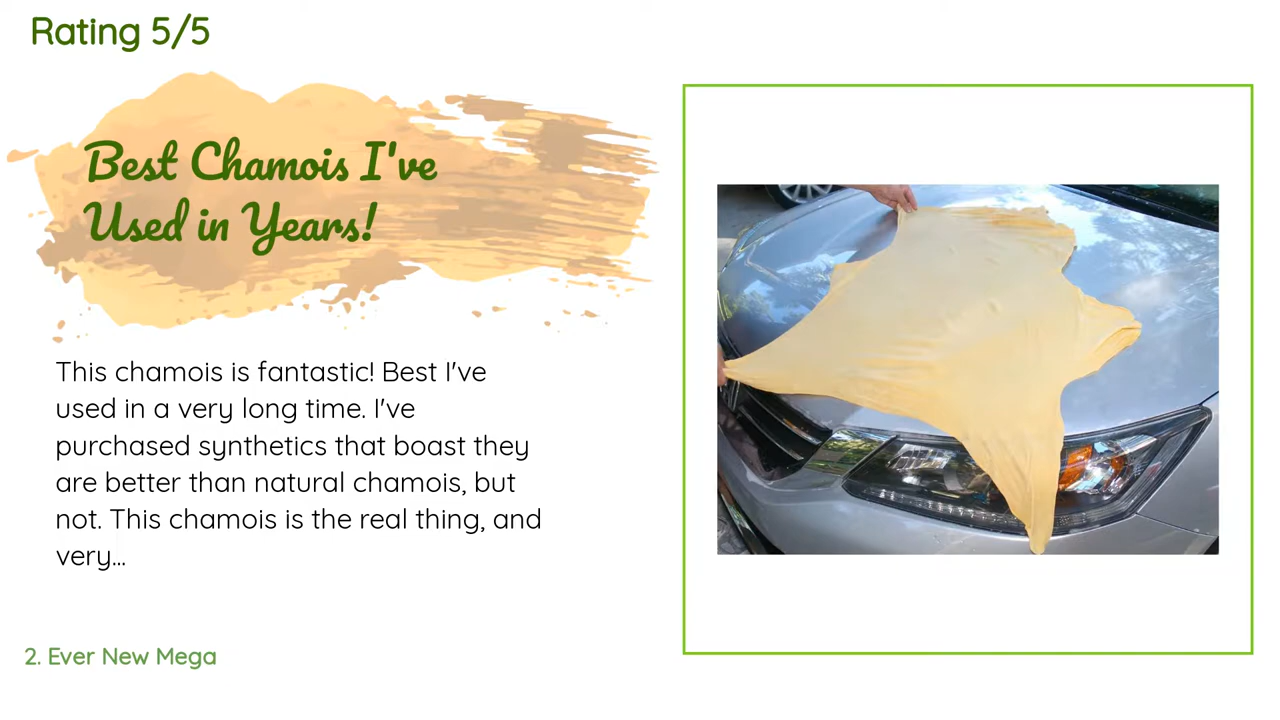 Rating 5/5
Best Chamois I've
Used in Years!
This chamois is fantastic! Best I've
used in a very long time. I've
purchased synthetics that boast they
are better than natural chamois, but
not. This chamois is the real thing, and
very...
2. Ever New Mega